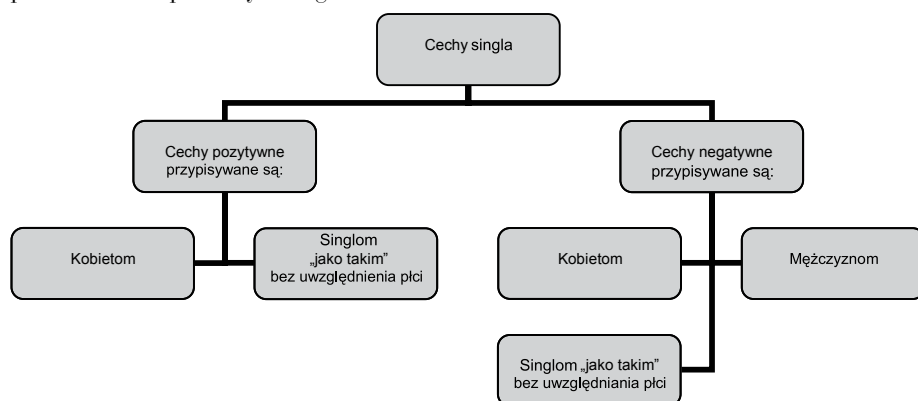 Cechy singla
Cechy pozytywne
przypisywane są:
Cechy negatywne
przypisywane są:
Kobietom
Singlom
„jako takim”
bez uwzględnienia płci
Kobietom
Mężczyznom
Singlom „jako takim”
bez uwzględniania płci